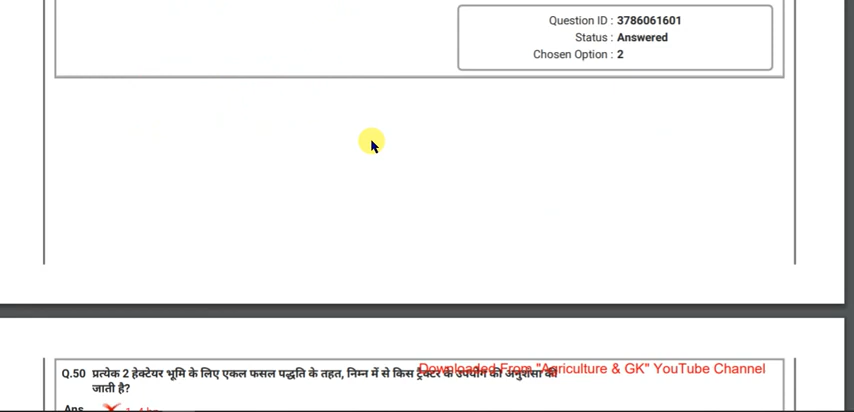 Question ID : 3786061601
Status : Answered
Chosen Option : 2
Q.50 प्रत्येक 2 हेक्टेयर भूमि के लिए एकल फसल पद्धति के तहत, निम्न में से किस ट्रैक्टर के उपयोग की अनुशंसा की
Downloaded From "Agriculture & GK" YouTube Channel
जाती है?
Ans